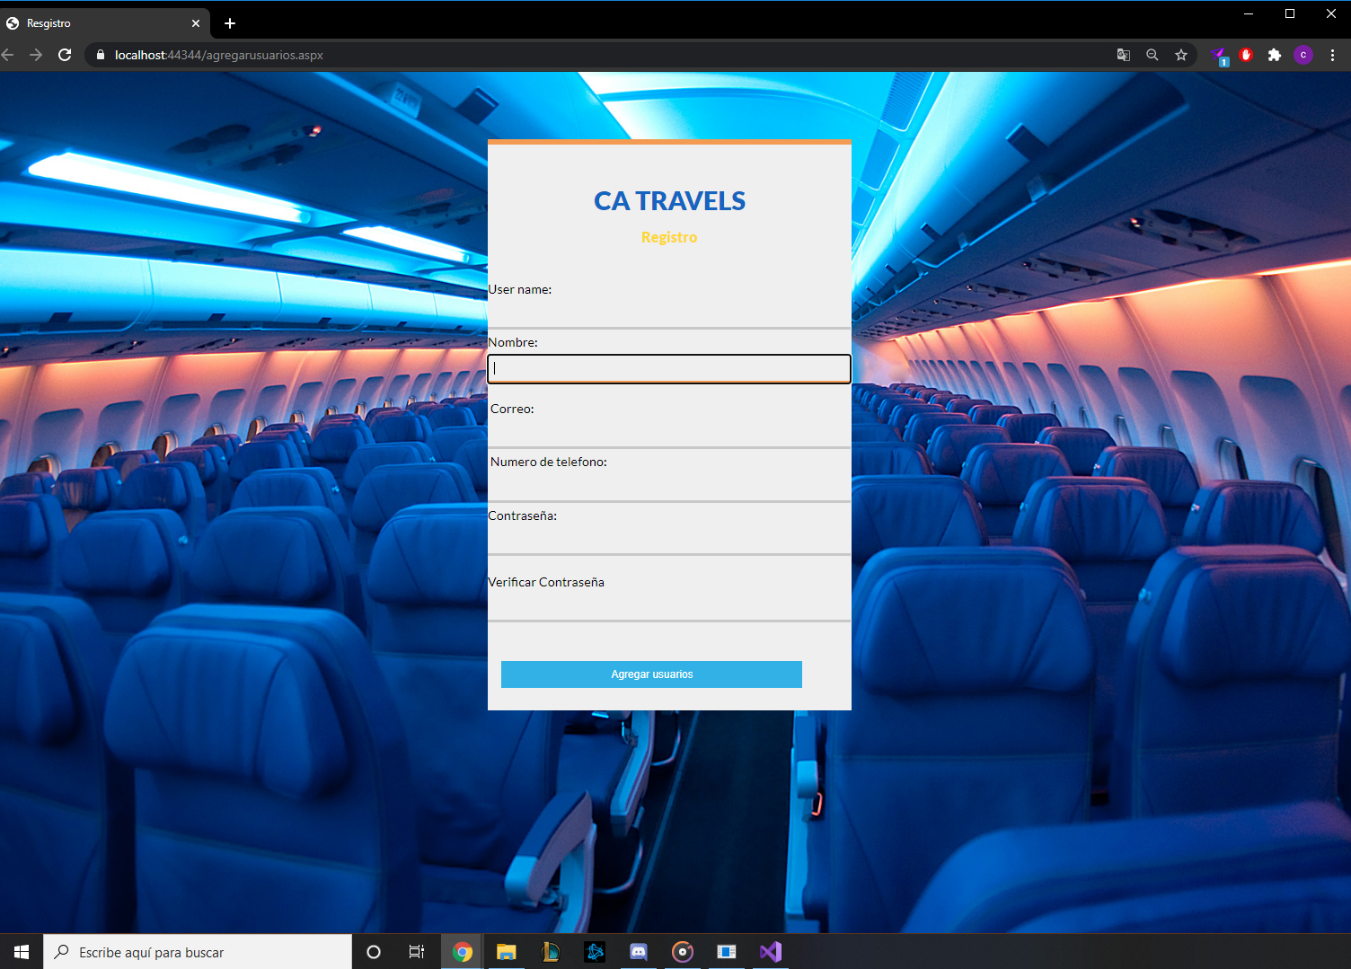 Resgistro
localhost:44344/agregarusuarios.aspx
1
c
CA TRAVELS
Registro
User name:
Nombre:
Correo:
Numero de telefono:
Contraseña:
Verificar Contraseña
Agregar usuarios
Escribe aquí para buscar